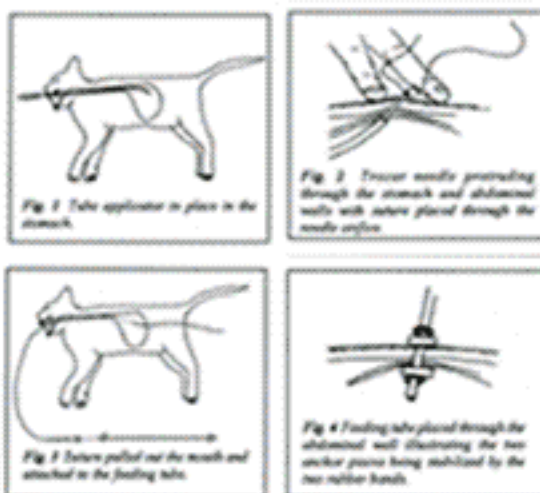 Fig. 1 Tube applicator in place in the
stomach.
Fig. 2 Trocar needle protruding
through the stomach and abdominal
walls with suture placed through the
needle orifice.
Fig. 3 Suture pulled out the mouth and
attached to the feeding tube.
Fig. 4 Feeding tube placed through the
abdominal wall illustrating the two
anchor pieces being stabilized by the
two rubber bands.